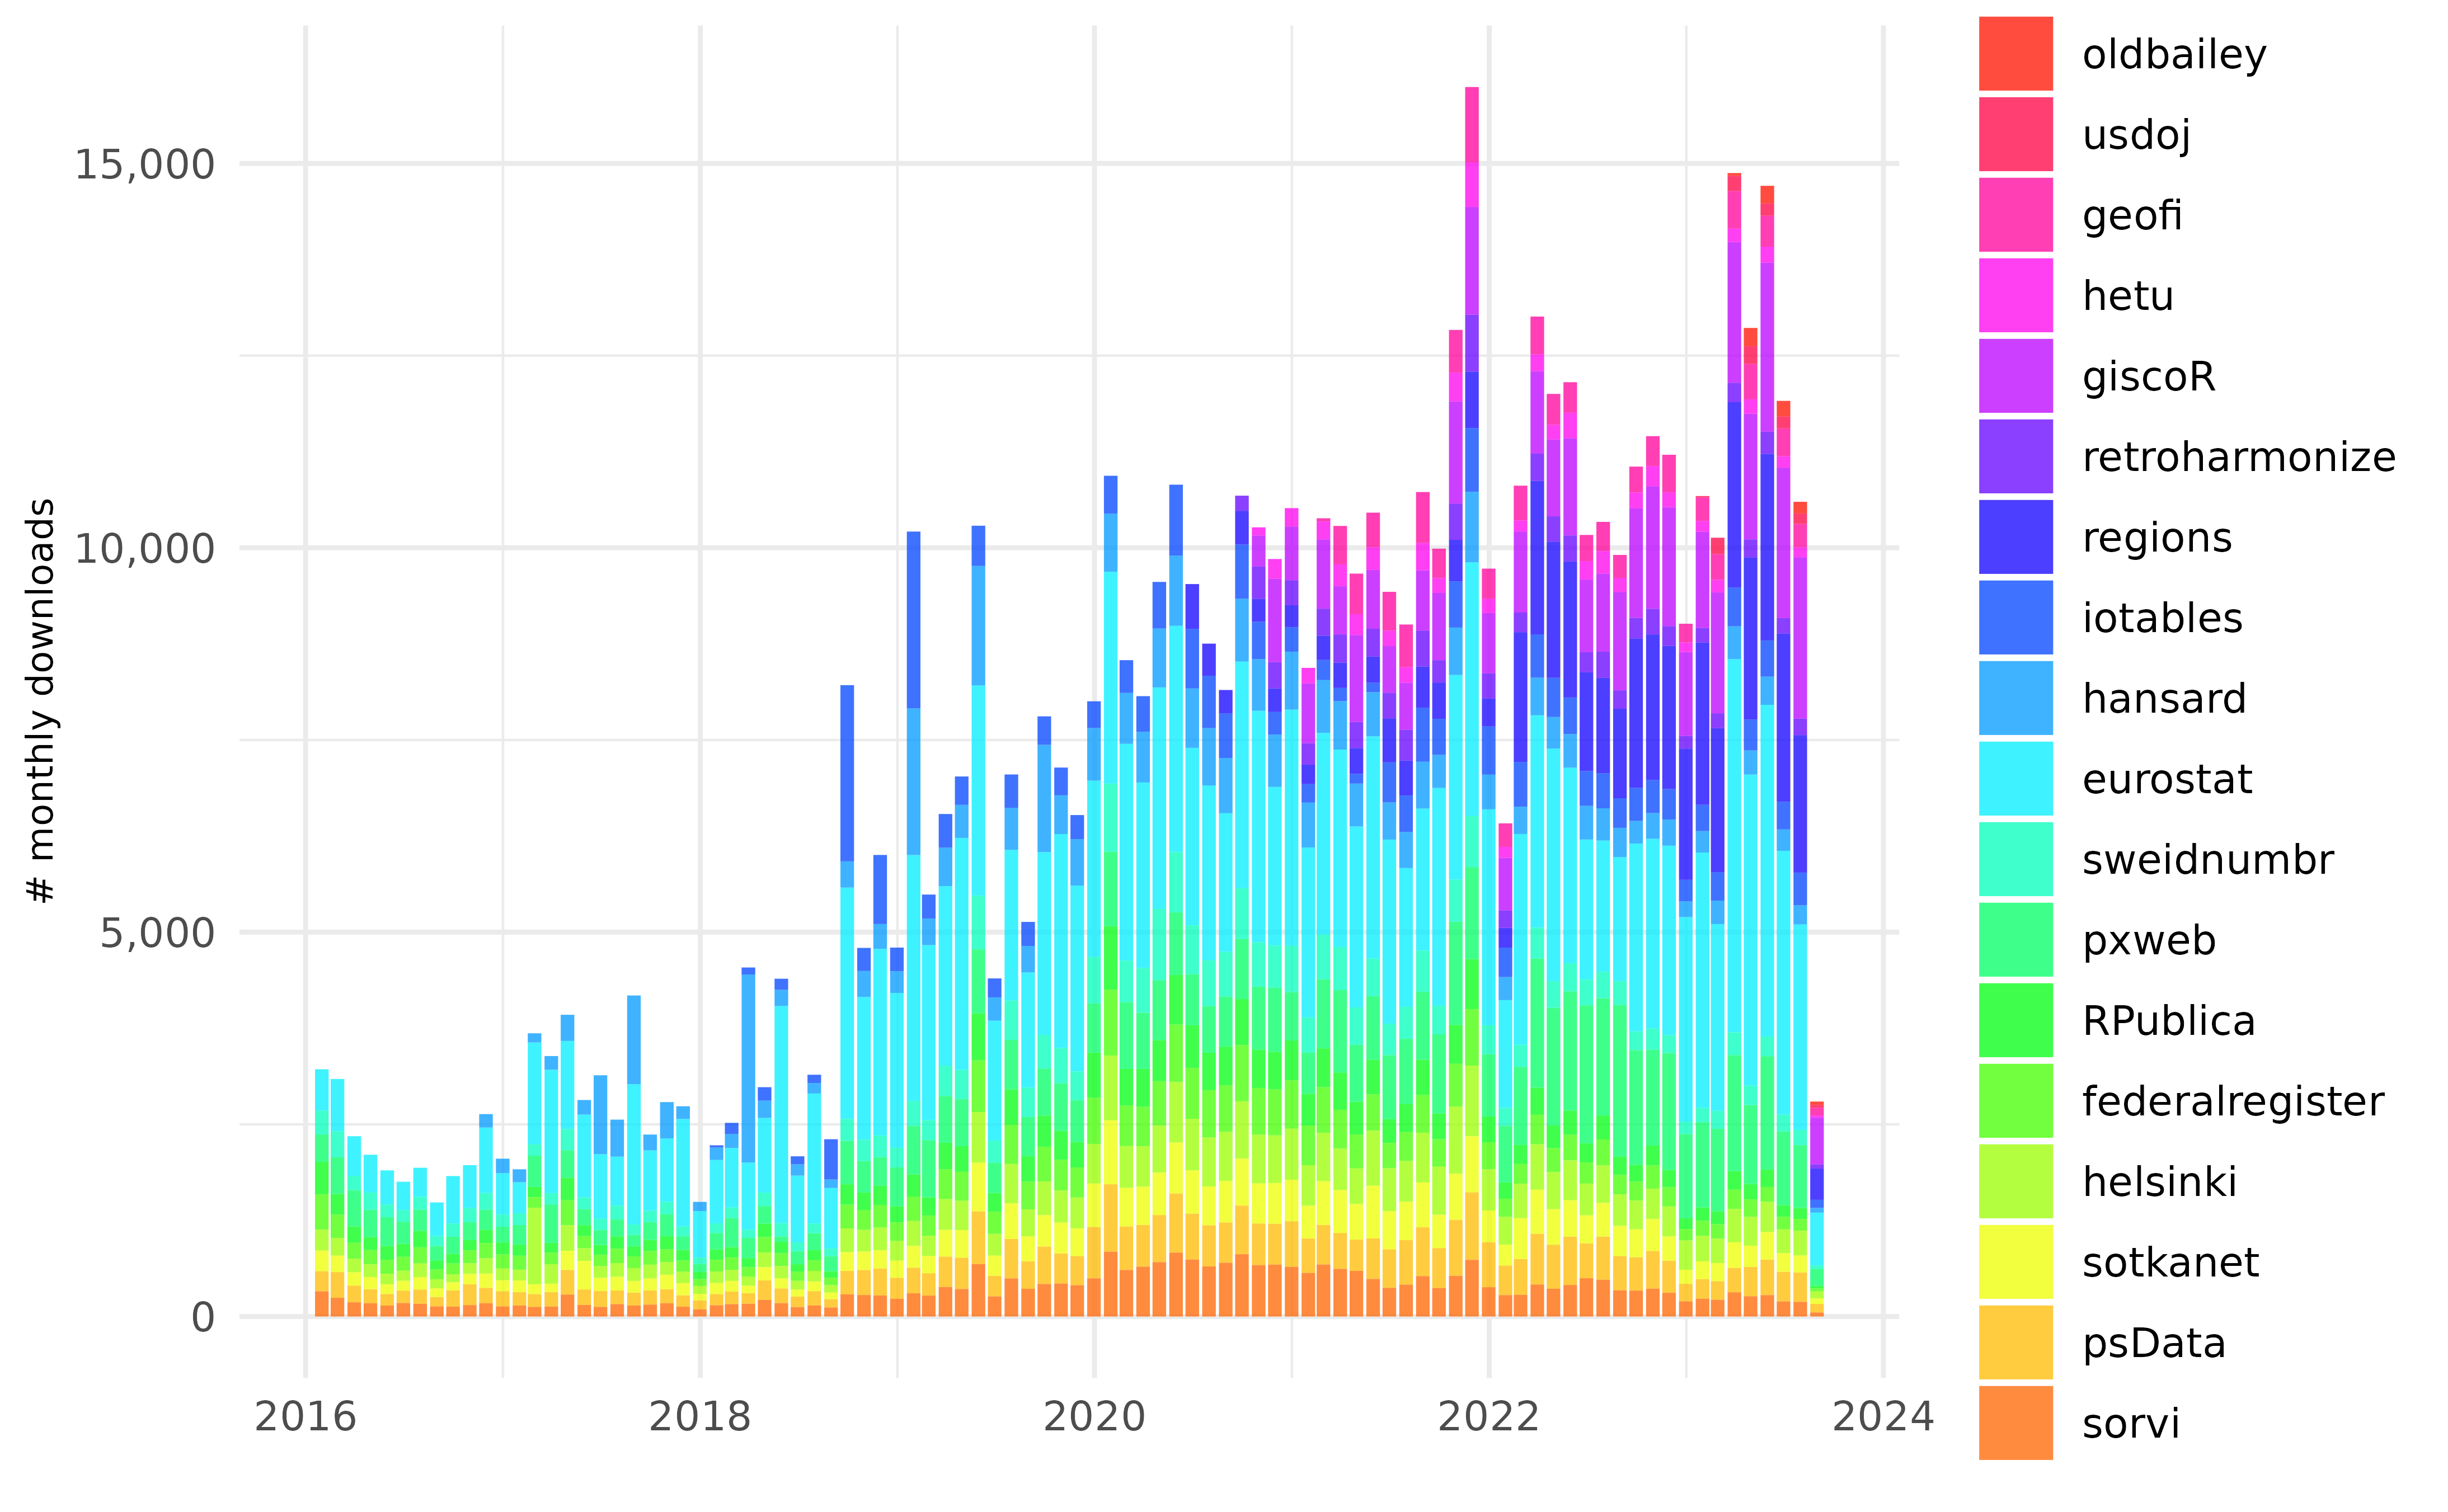 # monthly downloads
15,000
10,000
5,000
0
2016
2018
2020
2022
2024
oldbailey
usdoj
geofi
hetu
giscoR
retroharmonize
regions
iotables
hansard
eurostat
sweidnumbr
pxweb
RPublica
federalregister
helsinki
sotkanet
psData
sorvi